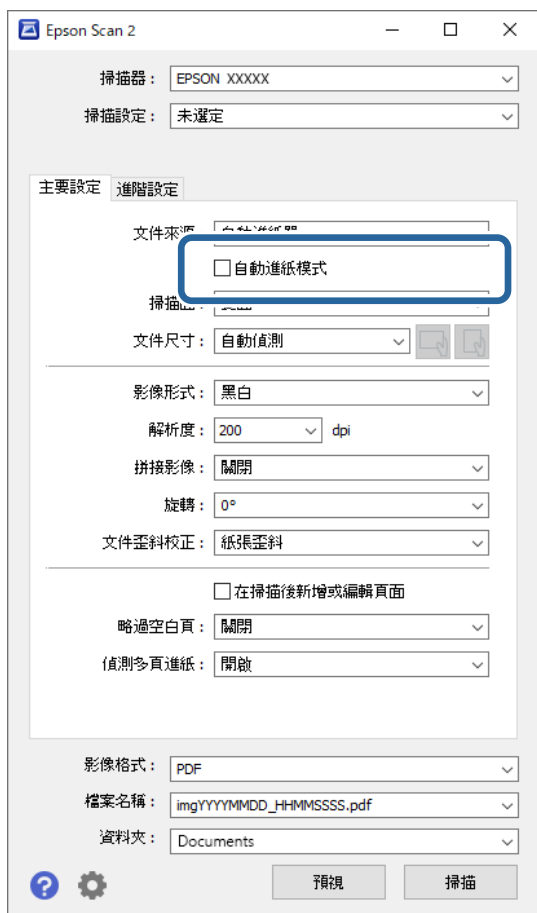 Epson Scan 2
掃描器： EPSON XXXXX
掃描設定： 未選定
主要設定 進階設定
文件來源
自動進紙模式
文件尺寸： 自動偵測
影像形式： 黑白
解析度： 200 dpi
拼接影像： 關閉
旋轉： 0°
文件歪斜校正： 紙張歪斜
在掃描後新增或編輯頁面
略過空白頁： 關閉
偵測多頁進紙： 開啟
影像格式： PDF
檔案名稱： imgYYYYMMDD_HHMMSSSS.pdf
資料夾： Documents
預視 掃描